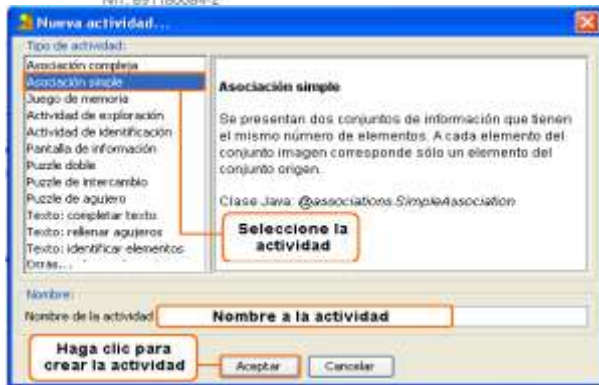 NIT. 891180084-2
Nueva actividad...
Tipo de actividad:
Asociación compleja
Asociación simple
Juego de memoria
Actividad de exploración
Actividad de identificación
Pantalla de información
Puzzle doble
Puzzle de intercambio
Puzzle de agujero
Texto: completar texto
Texto: rellenar agujeros
Texto: identificar elementos
Otras...
Asociación simple
Se presentan dos conjuntos de información que tienen
el mismo número de elementos. A cada elemento del
conjunto imagen corresponde sólo un elemento del
conjunto origen.
Clase Java: @associations.SimpleAssociation
Seleccione la
actividad
Nombre:
Nombre de la actividad
Nombre a la actividad
Haga clic para
crear la actividad
Aceptar
Cancelar